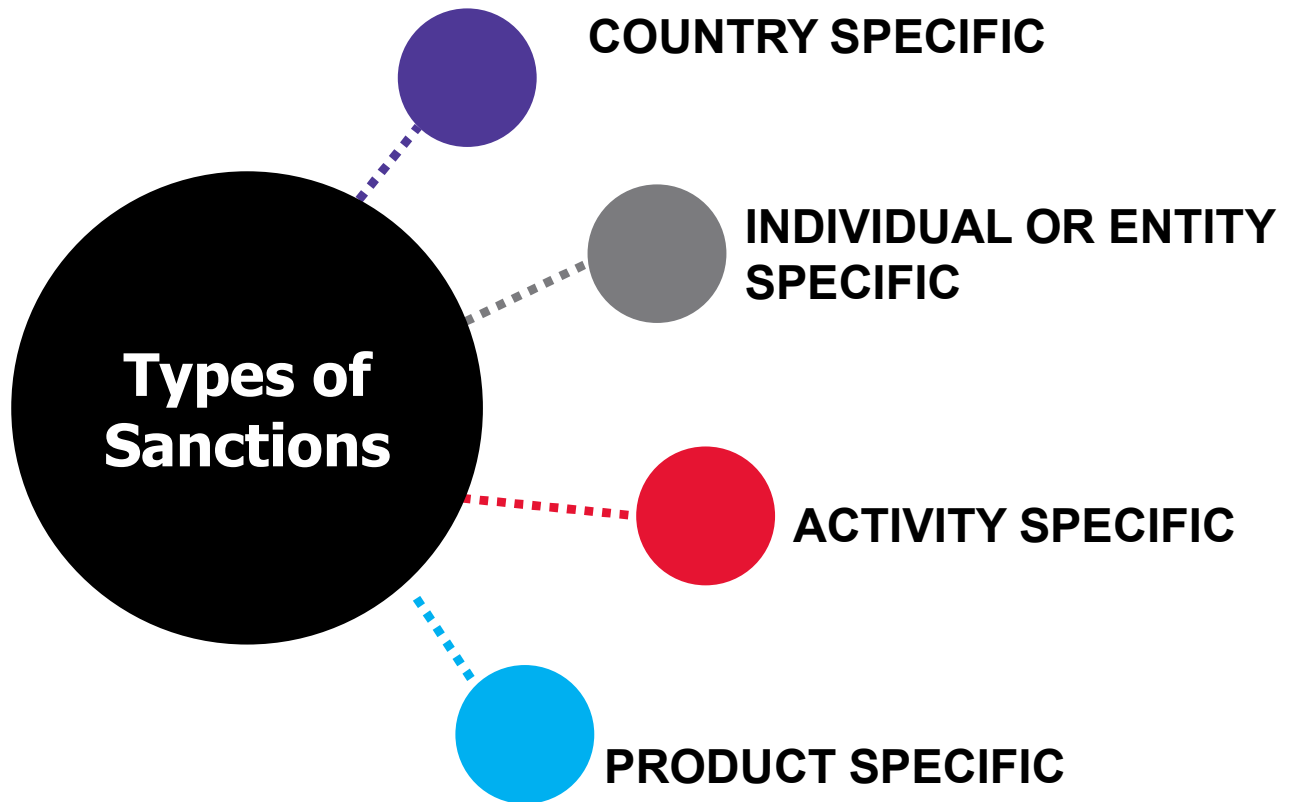 COUNTRY SPECIFIC
INDIVIDUAL OR ENTITY
SPECIFIC
Types of
Sanctions
ACTIVITY SPECIFIC
PRODUCT SPECIFIC